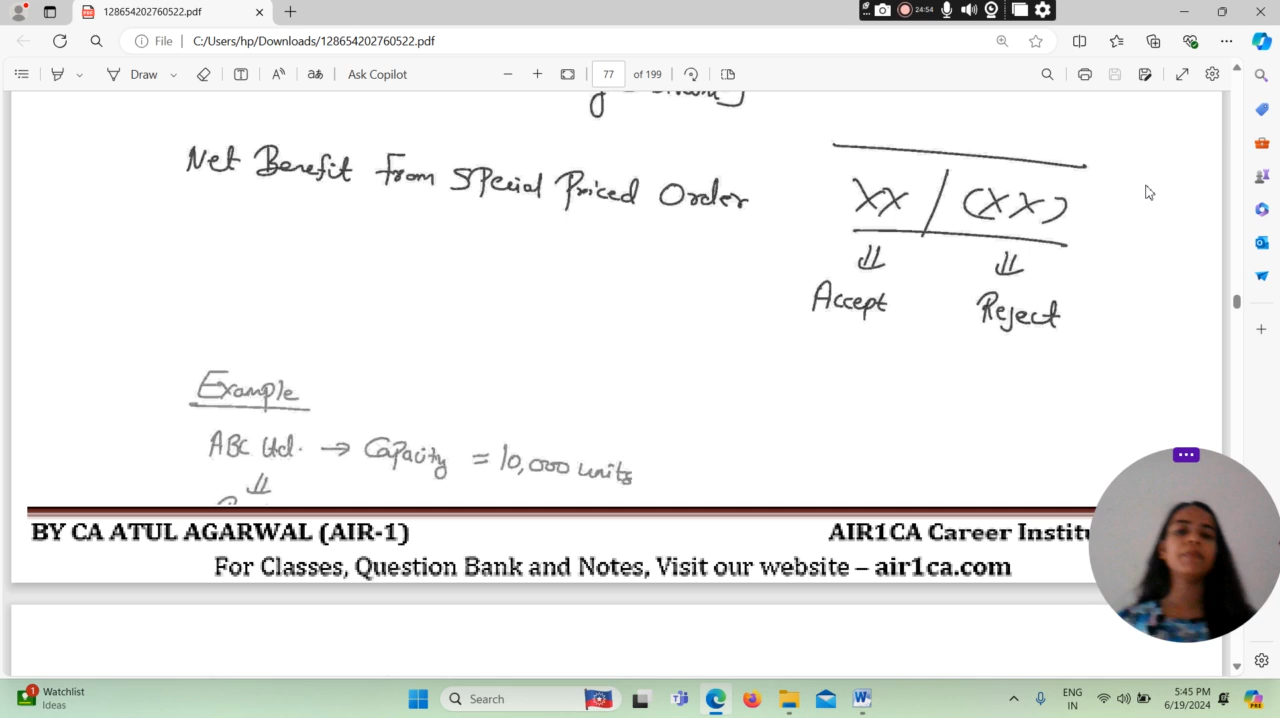 128654202760522.pdf
24:54
File
C:/Users/hp/Downloads/128654202760522.pdf
Draw
Ask Copilot
77 of 199
Net Benefit From Special Priced Order
XX / (XX)
Accept
Reject
Example
ABC Ltd. → Capacity = 10,000 units
BY CA ATUL AGARWAL (AIR-1)
AIR1CA Career Institu
For Classes, Question Bank and Notes, Visit our website – air1ca.com
1
Watchlist
Ideas
Search
ENG
IN
5:45 PM
6/19/2024